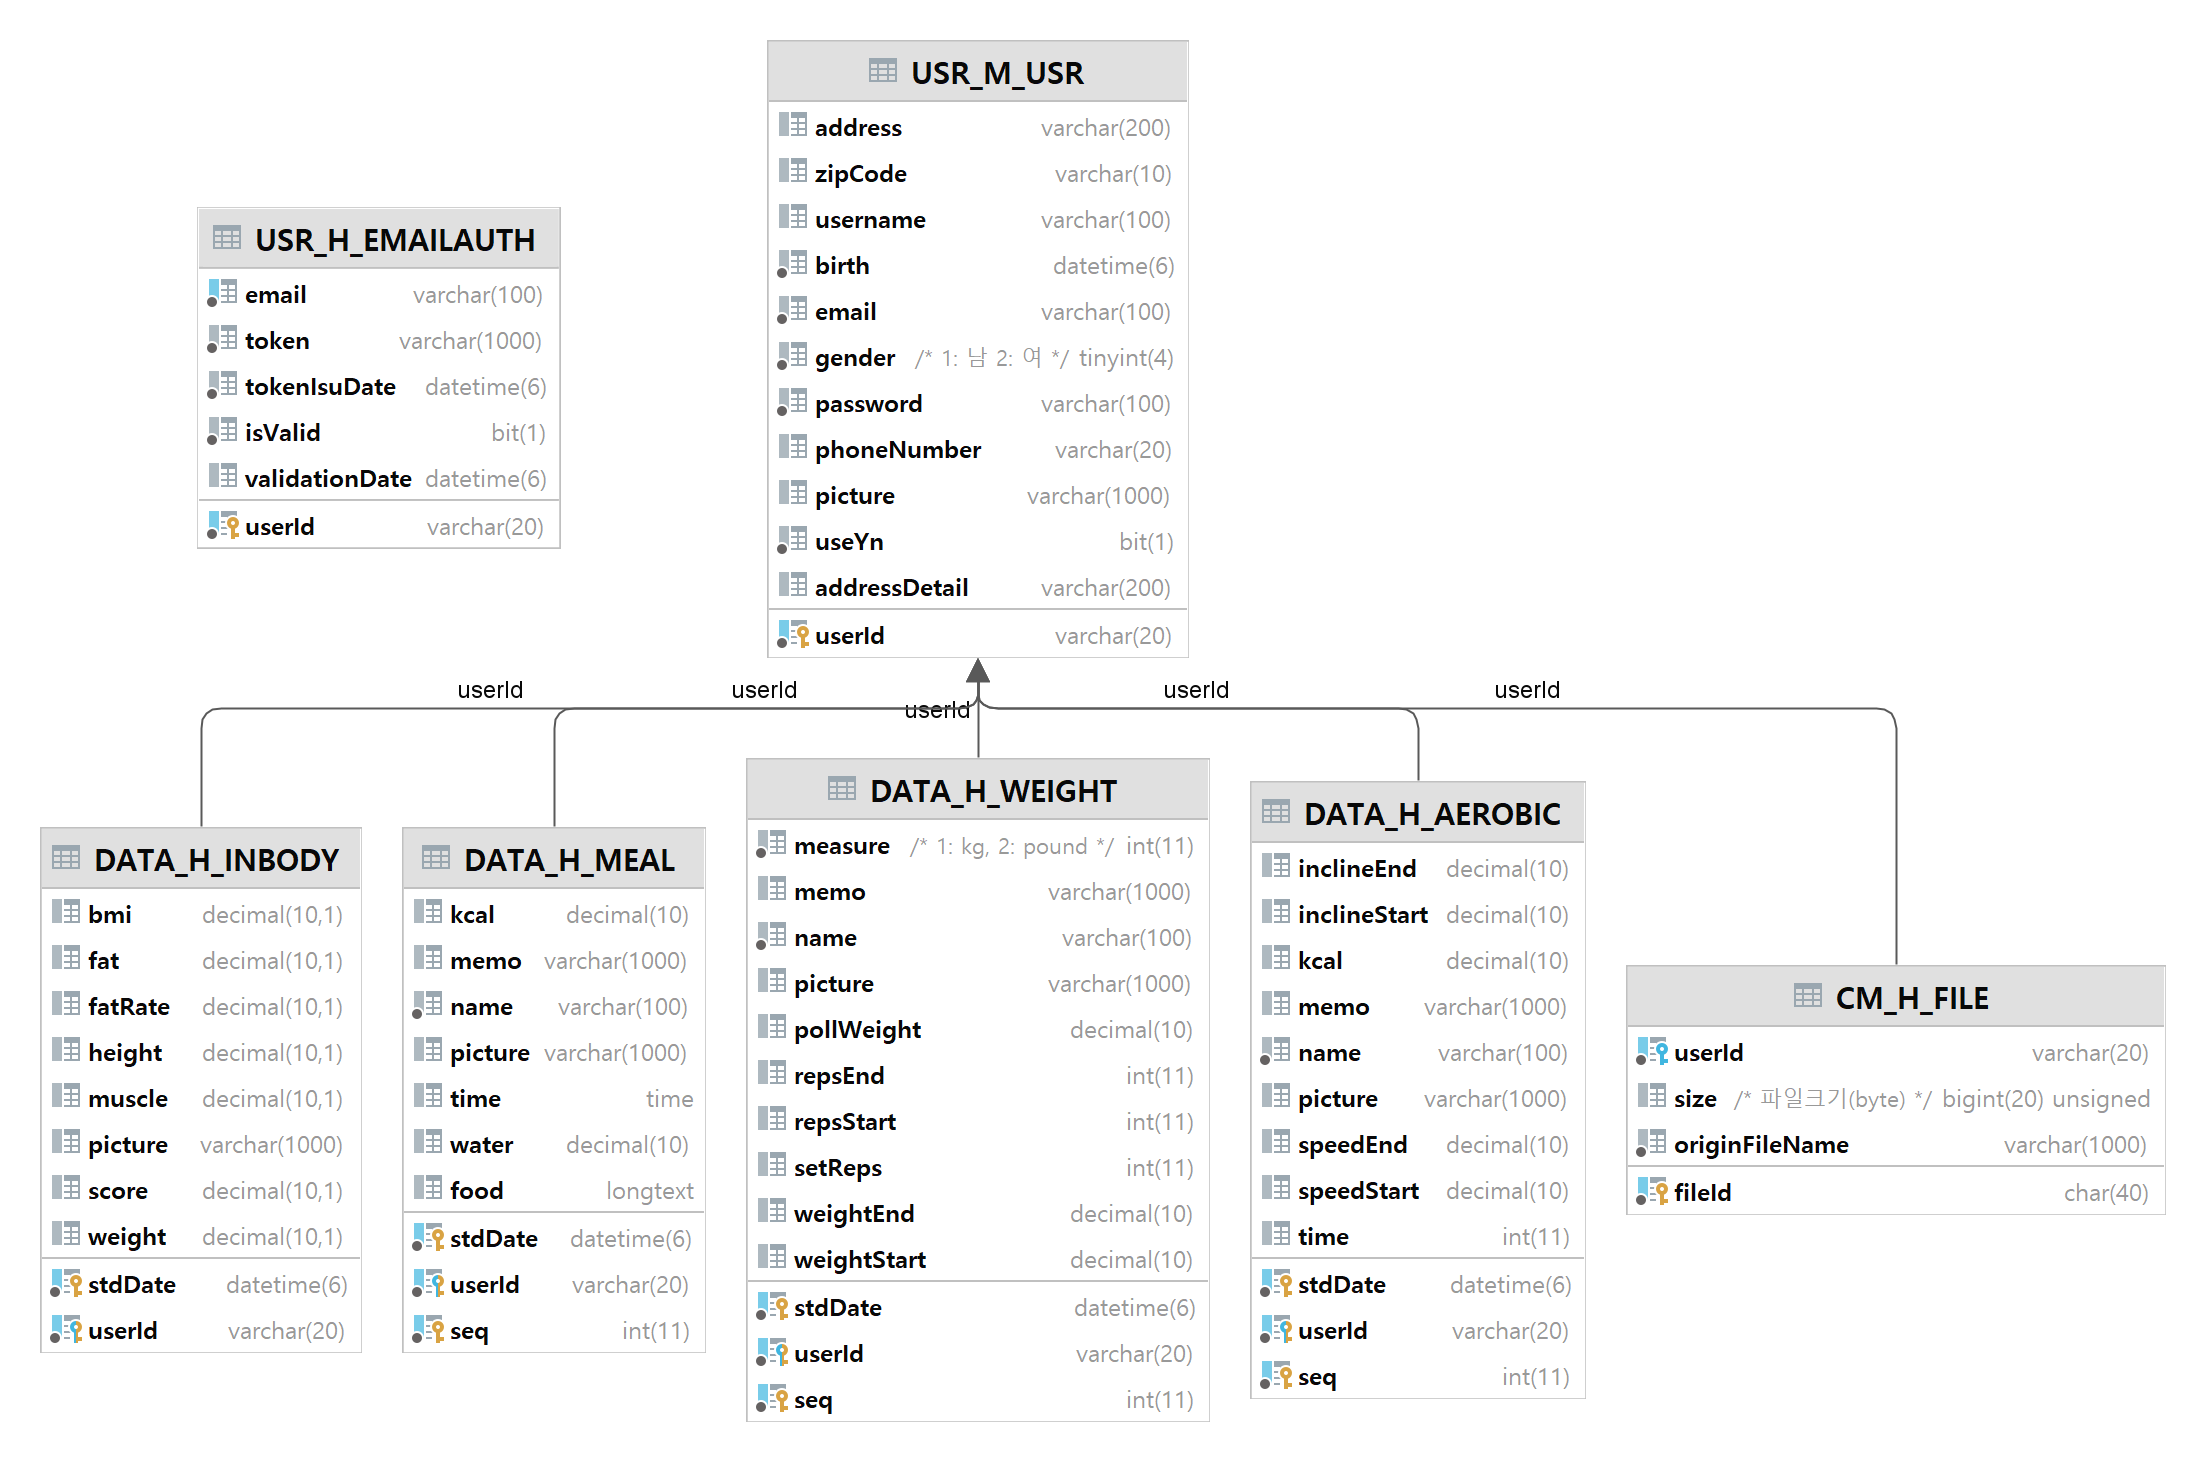 USR_M_USR
address varchar(200)
zipCode varchar(10)
username varchar(100)
birth datetime(6)
email varchar(100)
gender /* 1: 남 2: 여 */ tinyint(4)
password varchar(100)
phoneNumber varchar(20)
picture varchar(1000)
useYn bit(1)
addressDetail varchar(200)
userId varchar(20)
USR_H_EMAILAUTH
email varchar(100)
token varchar(1000)
tokenIsuDate datetime(6)
isValid bit(1)
validationDate datetime(6)
userId varchar(20)
userId
userId
userId
userId
userId
DATA_H_INBODY
bmi decimal(10,1)
fat decimal(10,1)
fatRate decimal(10,1)
height decimal(10,1)
muscle decimal(10,1)
picture varchar(1000)
score decimal(10,1)
weight decimal(10,1)
stdDate datetime(6)
userId varchar(20)
DATA_H_MEAL
kcal decimal(10)
memo varchar(1000)
name varchar(100)
picture varchar(1000)
time time
water decimal(10)
food longtext
stdDate datetime(6)
userId varchar(20)
seq int(11)
DATA_H_WEIGHT
measure /* 1: kg, 2: pound */ int(11)
memo varchar(1000)
name varchar(100)
picture varchar(1000)
pollWeight decimal(10)
repsEnd int(11)
repsStart int(11)
setReps int(11)
weightEnd decimal(10)
weightStart decimal(10)
stdDate datetime(6)
userId varchar(20)
seq int(11)
DATA_H_AEROBIC
inclineEnd decimal(10)
inclineStart decimal(10)
kcal decimal(10)
memo varchar(1000)
name varchar(100)
picture varchar(1000)
speedEnd decimal(10)
speedStart decimal(10)
time int(11)
stdDate datetime(6)
userId varchar(20)
seq int(11)
CM_H_FILE
userId varchar(20)
size /* 파일크기(byte) */ bigint(20) unsigned
originFileName varchar(1000)
fileId char(40)